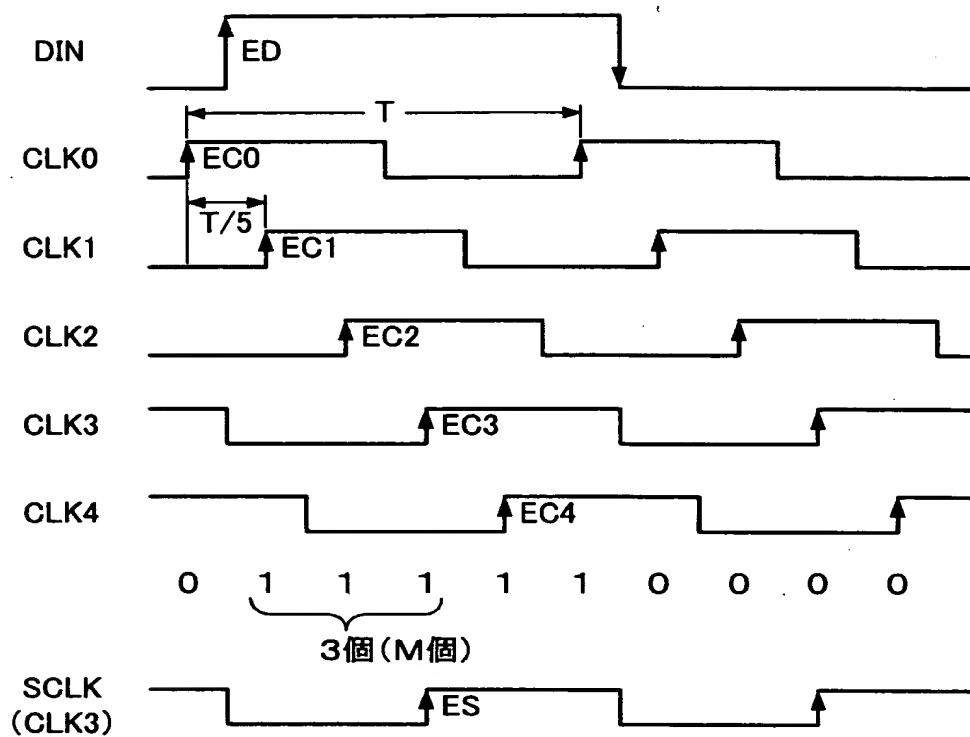 DIN
ED
T
CLK0
EC0
T/5
CLK1
EC1
CLK2
EC2
CLK3
EC3
CLK4
EC4
0 1 1 1 1 1 0 0 0 0
3個(M個)
SCLK
(CLK3)
ES